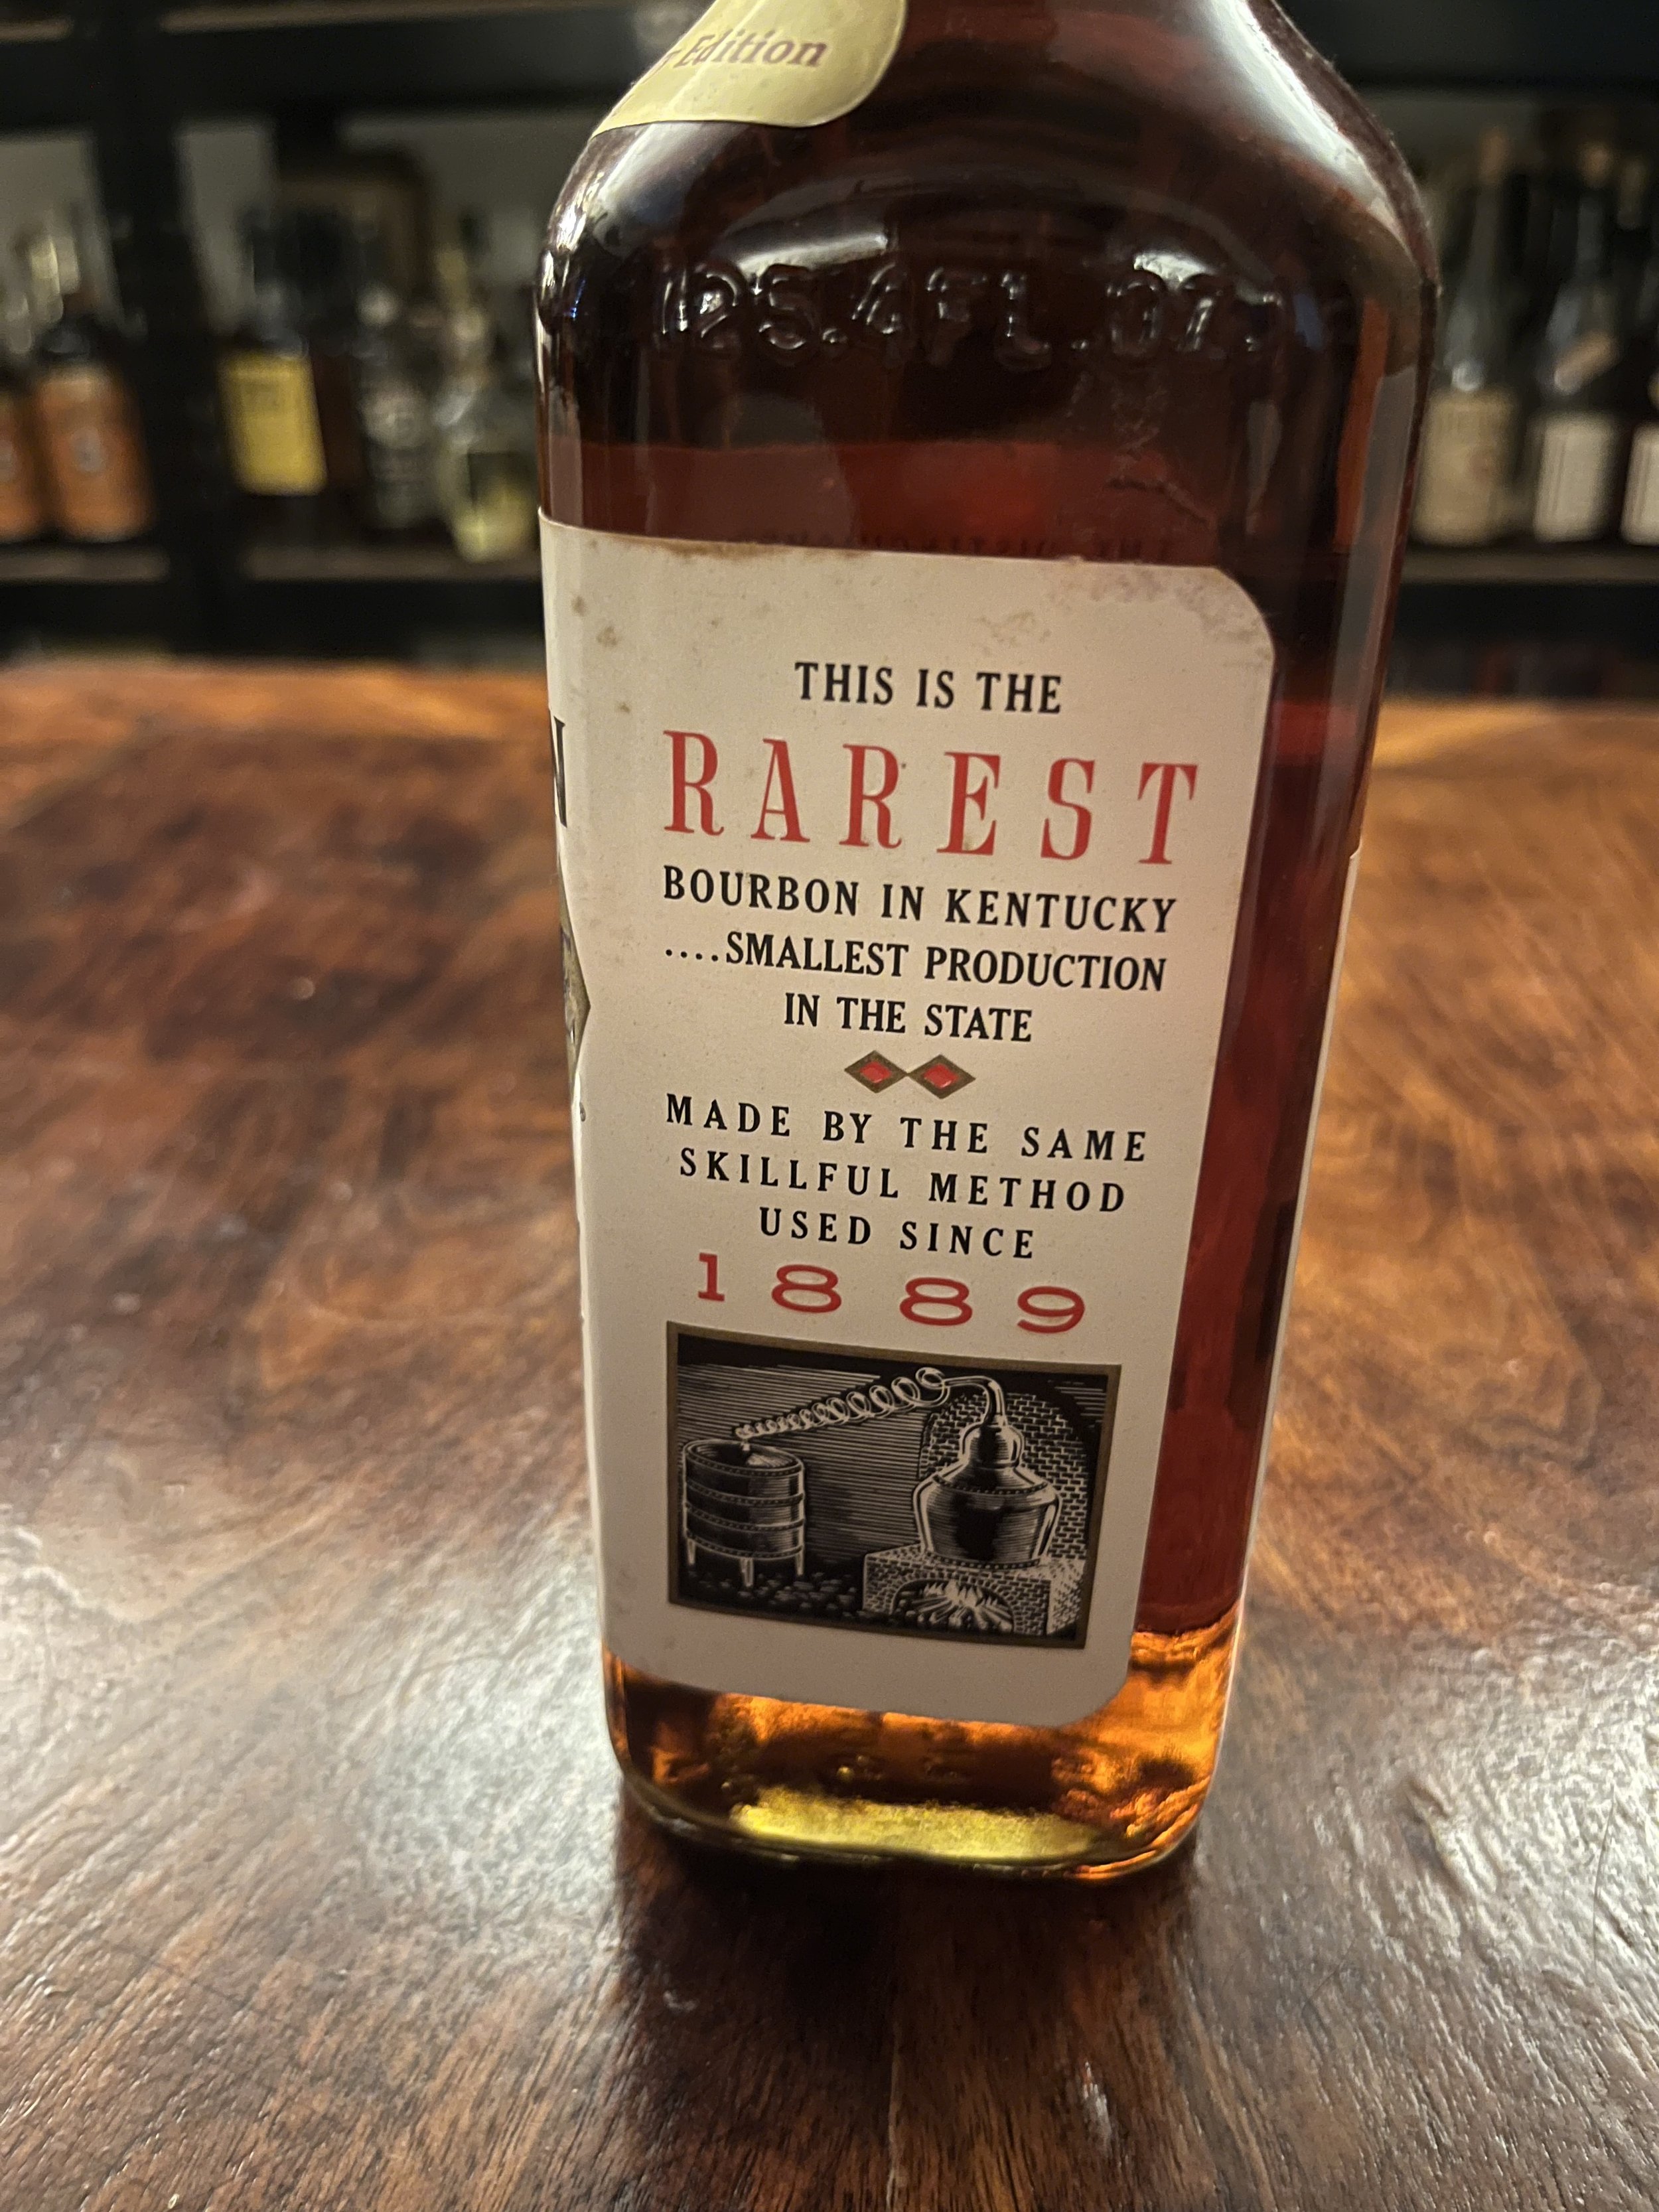 Edition
25.4 FL. OZ.
THIS IS THE
RAREST
BOURBON IN KENTUCKY
....SMALLEST PRODUCTION
IN THE STATE
MADE BY THE SAME
SKILLFUL METHOD
USED SINCE
1889